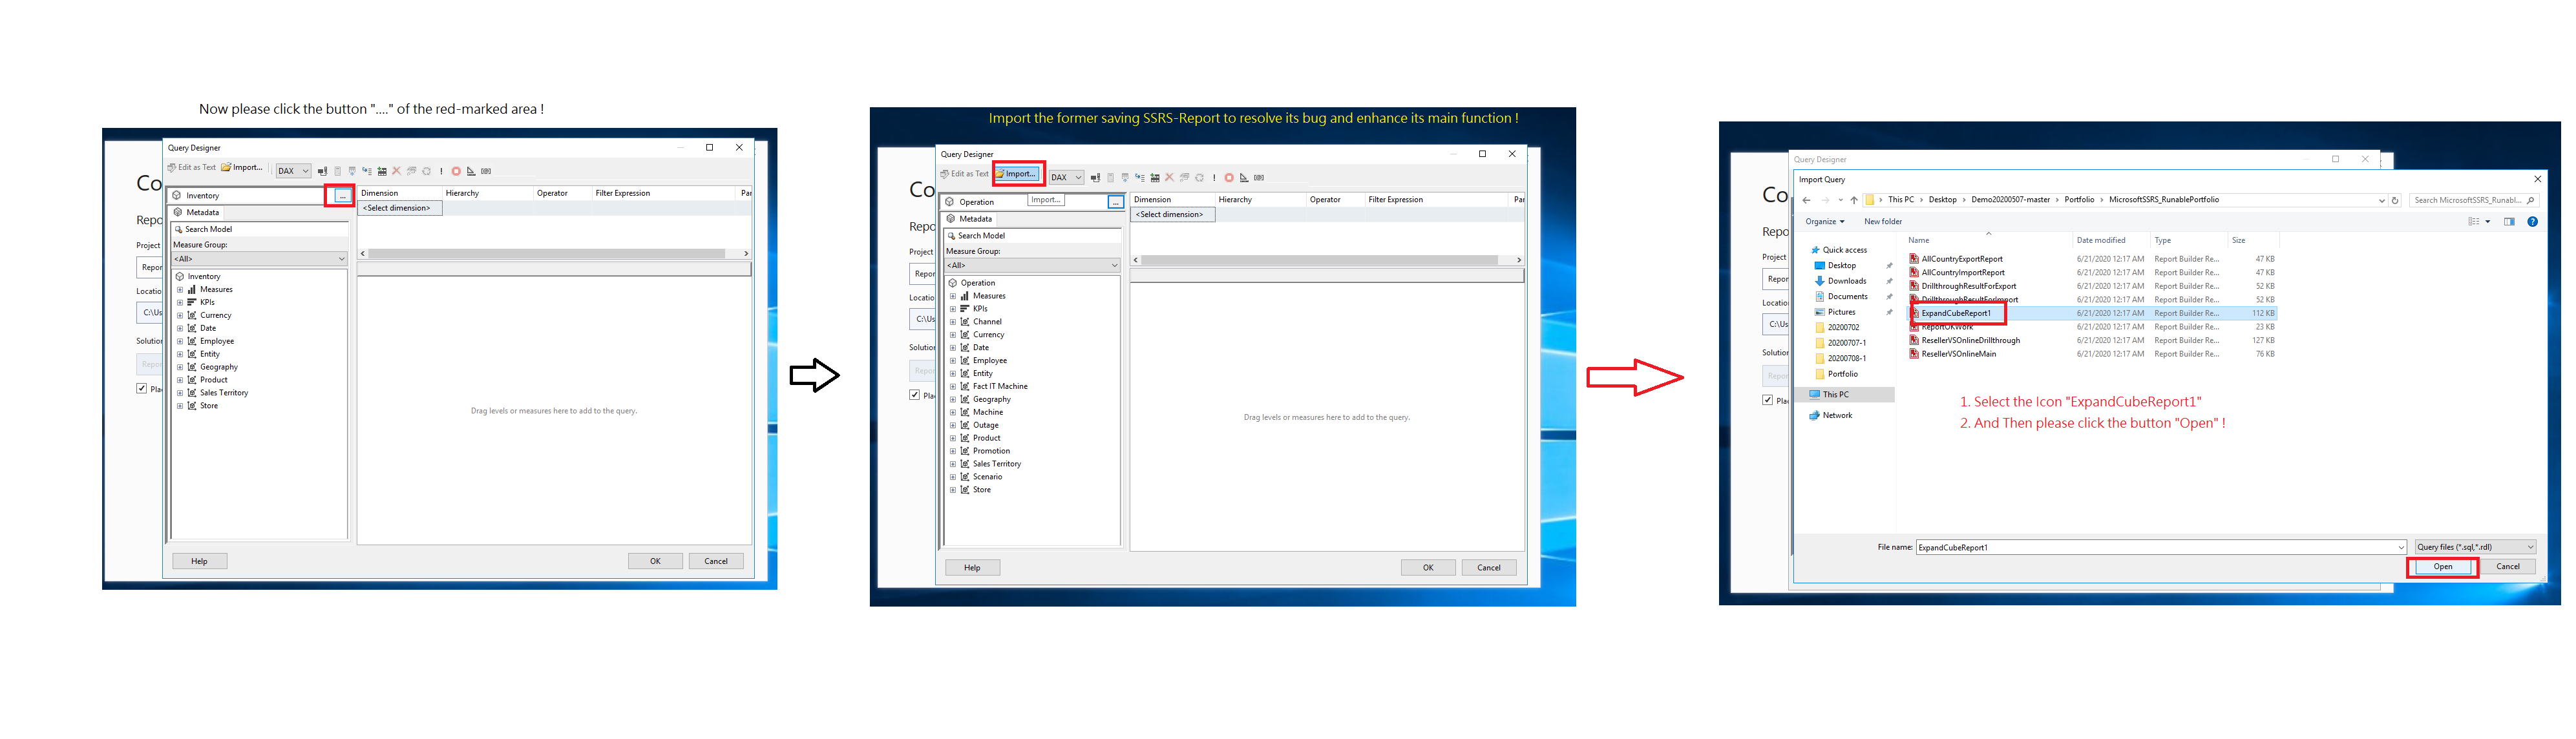 Now please click the button "...." of the red-marked area !
Query Designer
Edit as Text Import... DAX !
Inventory ...
Metadata
Search Model
Measure Group:
<All>
Inventory
Measures
KPIs
Currency
Date
Employee
Entity
Geography
Product
Sales Territory
Store
Dimension Hierarchy Operator Filter Expression Par
<Select dimension>
Drag levels or measures here to add to the query.
Help OK Cancel
Co
Repo
Project
Repor
Locatio
C:\Us
Solution
Repor
Plac
Import the former saving SSRS-Report to resolve its bug and enhance its main function !
Query Designer
Edit as Text Import... DAX !
Operation Import... ...
Metadata
Search Model
Measure Group:
<All>
Operation
Measures
KPIs
Channel
Currency
Date
Employee
Entity
Fact IT Machine
Geography
Machine
Outage
Product
Promotion
Sales Territory
Scenario
Store
Dimension Hierarchy Operator Filter Expression Par
<Select dimension>
Drag levels or measures here to add to the query.
Help OK Cancel
Co
Repo
Project
Repor
Locatio
C:\Us
Solution
Repor
Plac
Query Designer
Import Query
This PC > Desktop > Demo20200507-master > Portfolio > MicrosoftSSRS_RunablePortfolio
Search MicrosoftSSRS_Runabl...
Organize New folder
Quick access
Desktop
Downloads
Documents
Pictures
20200702
20200707-1
20200708-1
Portfolio
This PC
Network
Name Date modified Type Size
AllCountryExportReport 6/21/2020 12:17 AM Report Builder Re... 47 KB
AllCountryImportReport 6/21/2020 12:17 AM Report Builder Re... 47 KB
DrillthroughResultForExport 6/21/2020 12:17 AM Report Builder Re... 52 KB
DrillthroughResultForImport 6/21/2020 12:17 AM Report Builder Re... 52 KB
ExpandCubeReport1 6/21/2020 12:17 AM Report Builder Re... 112 KB
ReportOKWork 6/21/2020 12:17 AM Report Builder Re... 23 KB
ResellerVSOnlineDrillthrough 6/21/2020 12:17 AM Report Builder Re... 127 KB
ResellerVSOnlineMain 6/21/2020 12:17 AM Report Builder Re... 76 KB
1. Select the Icon "ExpandCubeReport1"
2. And Then please click the button "Open" !
File name: ExpandCubeReport1 Query files (*.sql,*.rdl)
Open Cancel
Co
Repo
Project
Repor
Locatio
C:\Us
Solution
Repor
Plac